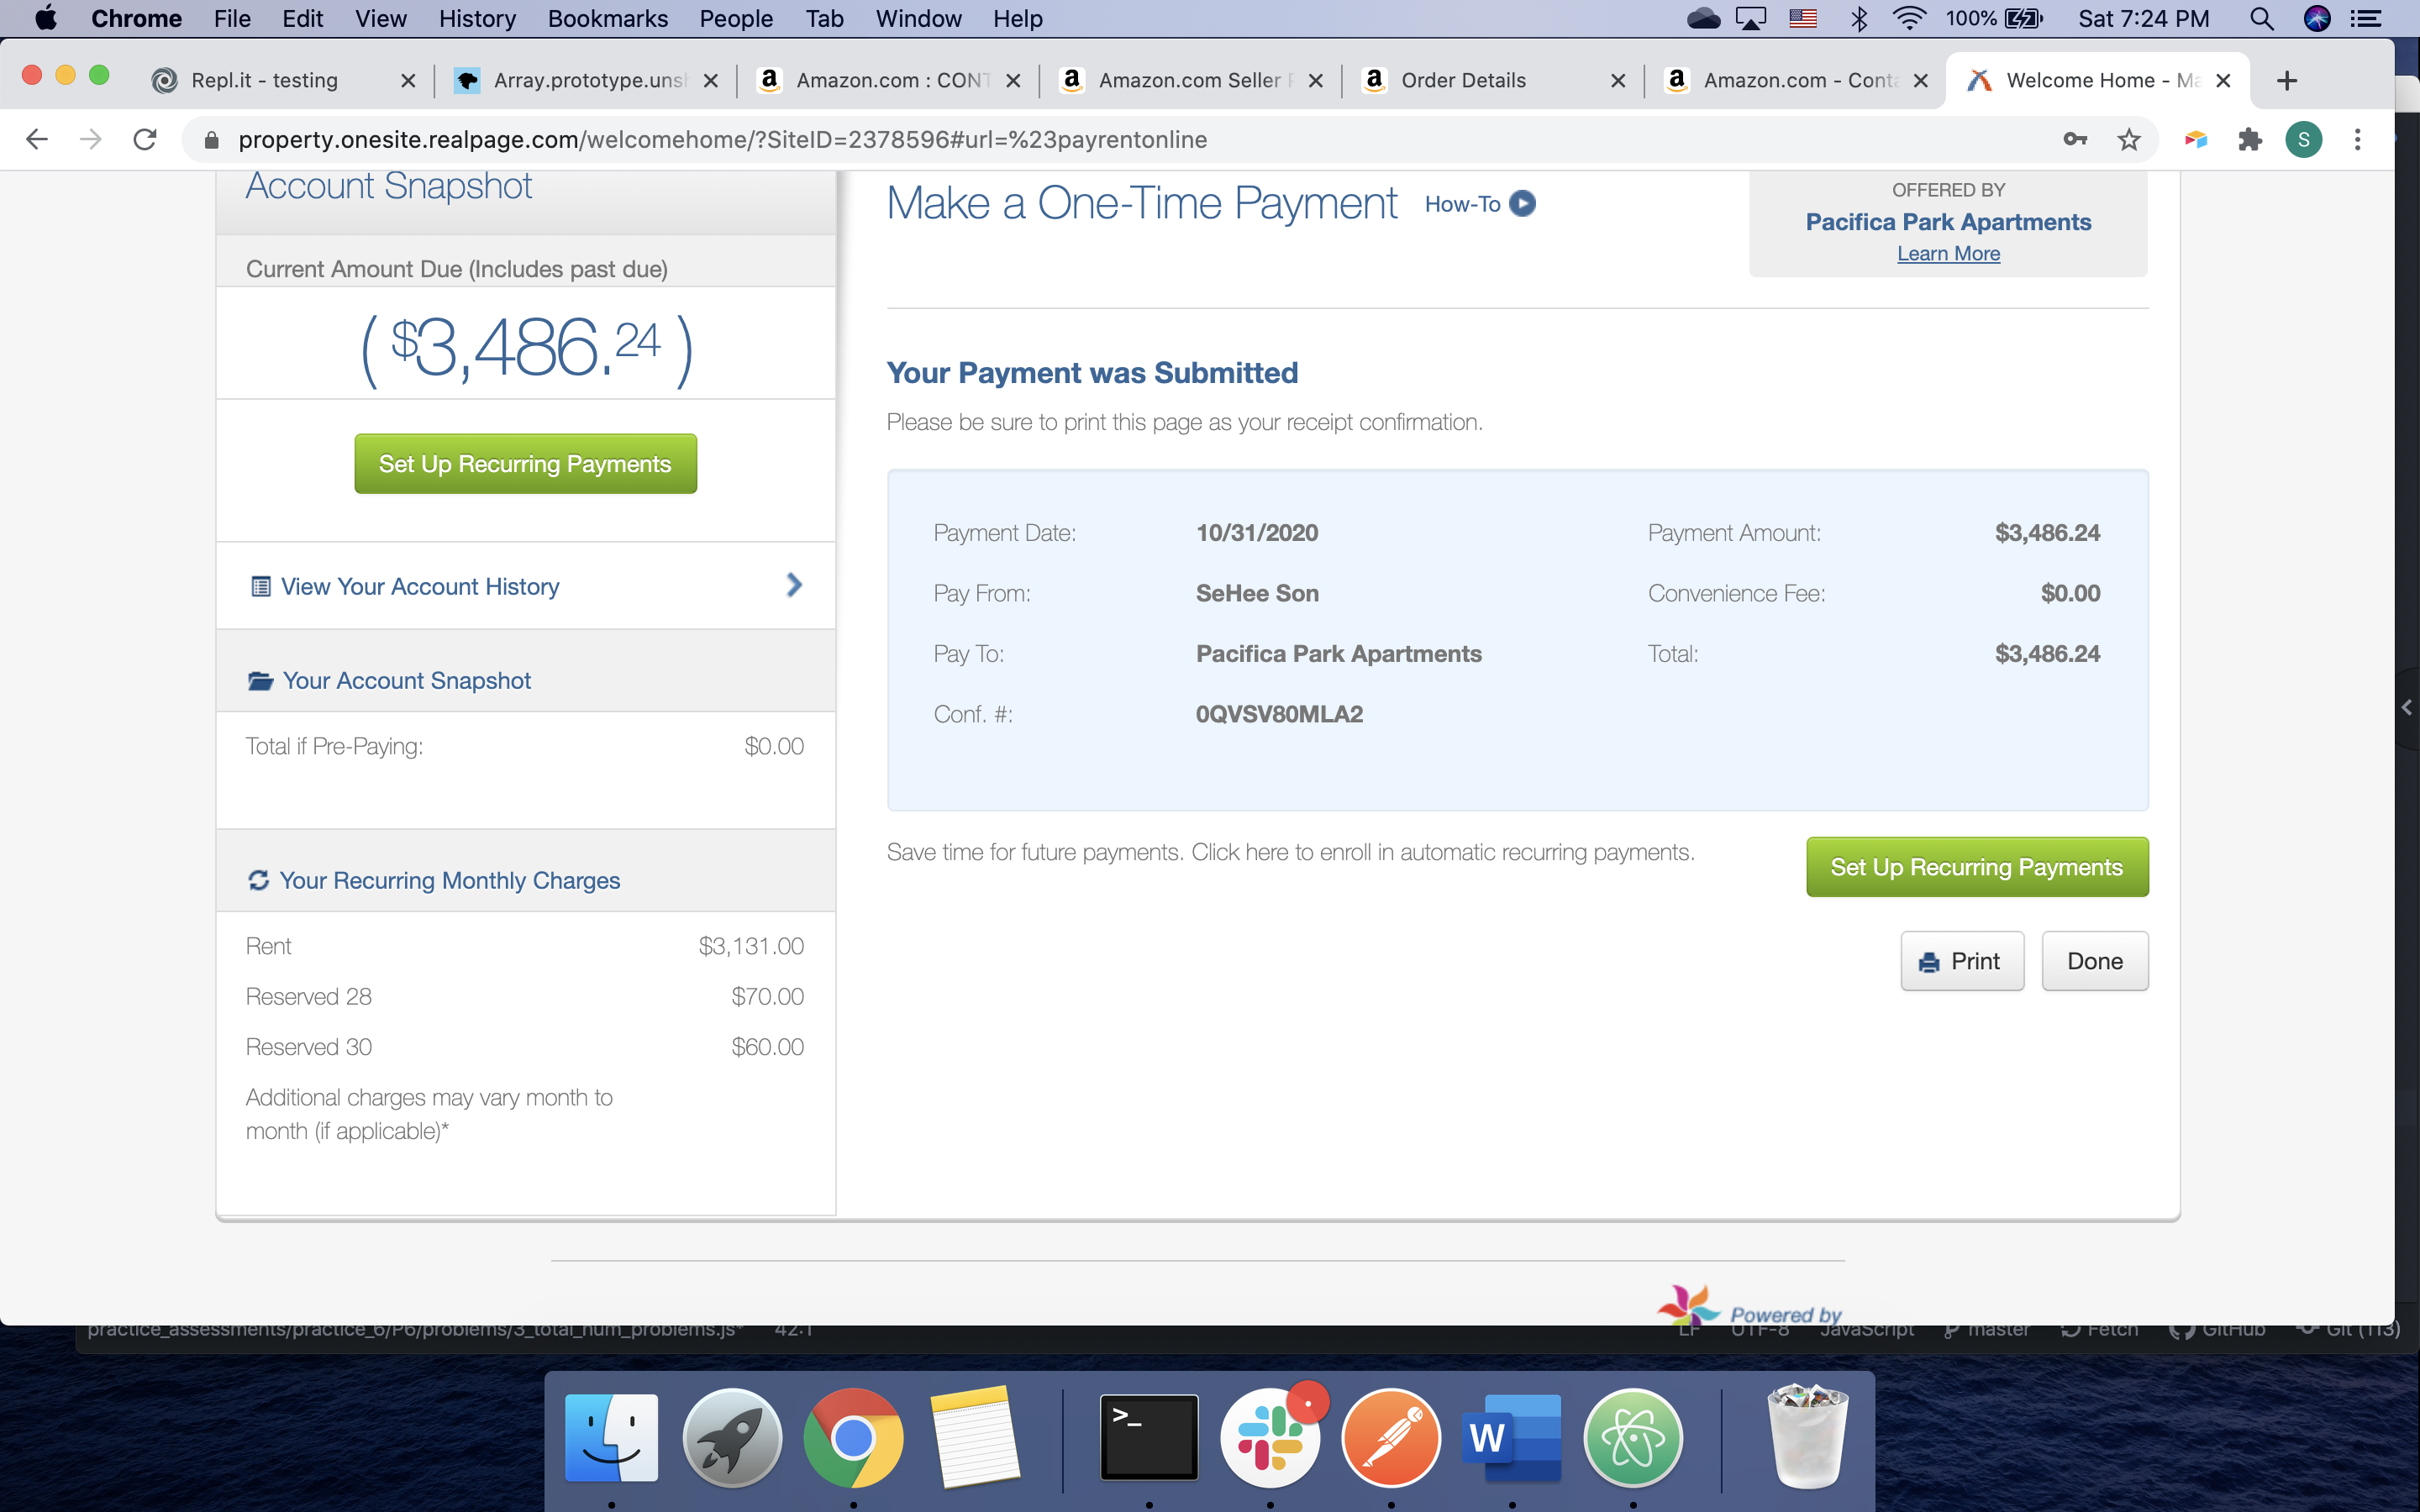 Chrome File Edit View History Bookmarks People Tab Window Help 100% Sat 7:24 PM
Repl.it - testing Array.prototype.uns Amazon.com : CONT Amazon.com Seller Order Details Amazon.com - Conta Welcome Home - Ma
property.onesite.realpage.com/welcomehome/?SiteID=2378596#url=%23payrentonline S
Account Snapshot
Current Amount Due (Includes past due)
( $3,486.24 )
Set Up Recurring Payments
View Your Account History
Your Account Snapshot
Total if Pre-Paying: $0.00
Your Recurring Monthly Charges
Rent $3,131.00
Reserved 28 $70.00
Reserved 30 $60.00
Additional charges may vary month to
month (if applicable)*
Make a One-Time Payment How-To
OFFERED BY
Pacifica Park Apartments
Learn More
Your Payment was Submitted
Please be sure to print this page as your receipt confirmation.
Payment Date: 10/31/2020 Payment Amount: $3,486.24
Pay From: SeHee Son Convenience Fee: $0.00
Pay To: Pacifica Park Apartments Total: $3,486.24
Conf. #: 0QVSV80MLA2
Save time for future payments. Click here to enroll in automatic recurring payments.
Set Up Recurring Payments
Print Done
Powered by
practice_assessments/practice_6/P6/problems/3_total_num_problems.js* 42:1 LF UTF-8 JavaScript master Fetch GitHub Git (113)
>_
W